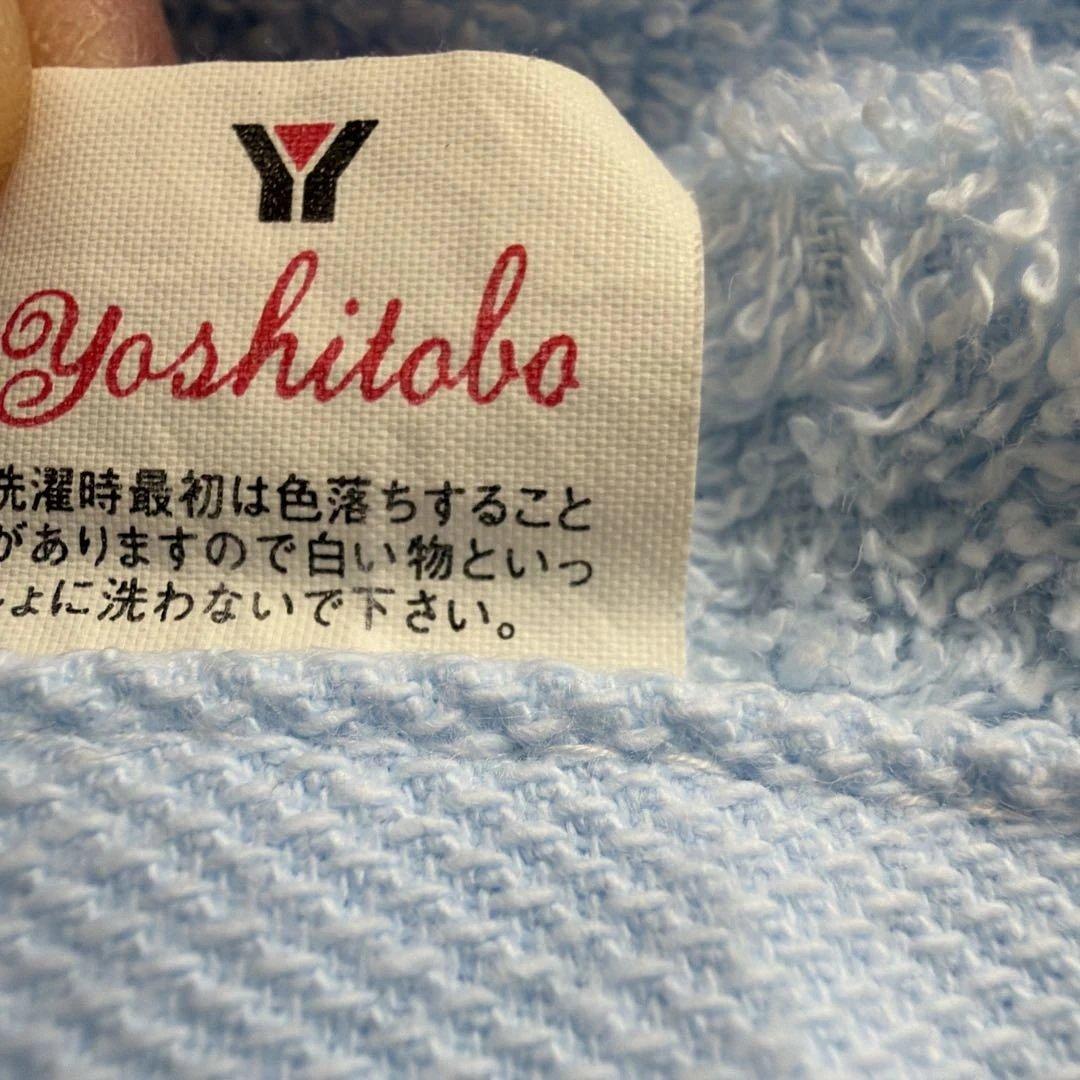 Yoshitobo
洗濯時最初は色落ちすること
がありますので白い物といっ
しょに洗わないで下さい。